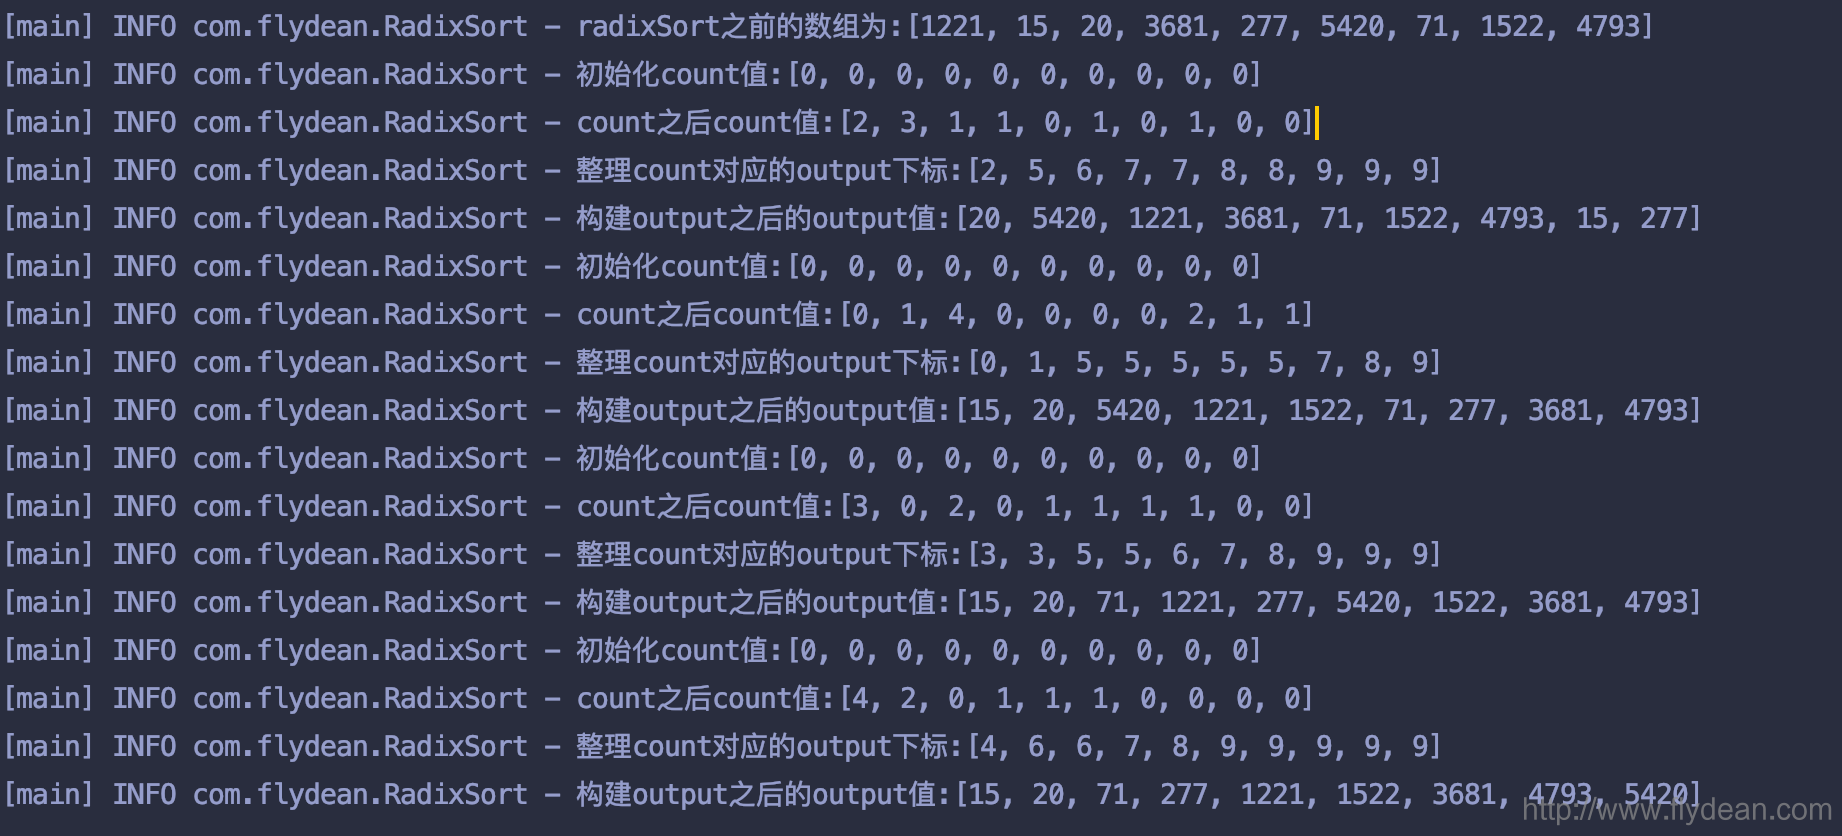 [main] INFO com.flydean.RadixSort – radixSort之前的数组为:[1221, 15, 20, 3681, 277, 5420, 71, 1522, 4793]
[main] INFO com.flydean.RadixSort – 初始化count值:[0, 0, 0, 0, 0, 0, 0, 0, 0, 0]
[main] INFO com.flydean.RadixSort – count之后count值:[2, 3, 1, 1, 0, 1, 0, 1, 0, 0]
[main] INFO com.flydean.RadixSort – 整理count对应的output下标:[2, 5, 6, 7, 7, 8, 8, 9, 9, 9]
[main] INFO com.flydean.RadixSort – 构建output之后的output值:[20, 5420, 1221, 3681, 71, 1522, 4793, 15, 277]
[main] INFO com.flydean.RadixSort – 初始化count值:[0, 0, 0, 0, 0, 0, 0, 0, 0, 0]
[main] INFO com.flydean.RadixSort – count之后count值:[0, 1, 4, 0, 0, 0, 0, 2, 1, 1]
[main] INFO com.flydean.RadixSort – 整理count对应的output下标:[0, 1, 5, 5, 5, 5, 5, 7, 8, 9]
[main] INFO com.flydean.RadixSort – 构建output之后的output值:[15, 20, 5420, 1221, 1522, 71, 277, 3681, 4793]
[main] INFO com.flydean.RadixSort – 初始化count值:[0, 0, 0, 0, 0, 0, 0, 0, 0, 0]
[main] INFO com.flydean.RadixSort – count之后count值:[3, 0, 2, 0, 1, 1, 1, 1, 0, 0]
[main] INFO com.flydean.RadixSort – 整理count对应的output下标:[3, 3, 5, 5, 6, 7, 8, 9, 9, 9]
[main] INFO com.flydean.RadixSort – 构建output之后的output值:[15, 20, 71, 1221, 277, 5420, 1522, 3681, 4793]
[main] INFO com.flydean.RadixSort – 初始化count值:[0, 0, 0, 0, 0, 0, 0, 0, 0, 0]
[main] INFO com.flydean.RadixSort – count之后count值:[4, 2, 0, 1, 1, 1, 0, 0, 0, 0]
[main] INFO com.flydean.RadixSort – 整理count对应的output下标:[4, 6, 6, 7, 8, 9, 9, 9, 9, 9]
[main] INFO com.flydean.RadixSort – 构建output之后的output值:[15, 20, 71, 277, 1221, 1522, 3681, 4793, 5420]
http://www.flydean.com